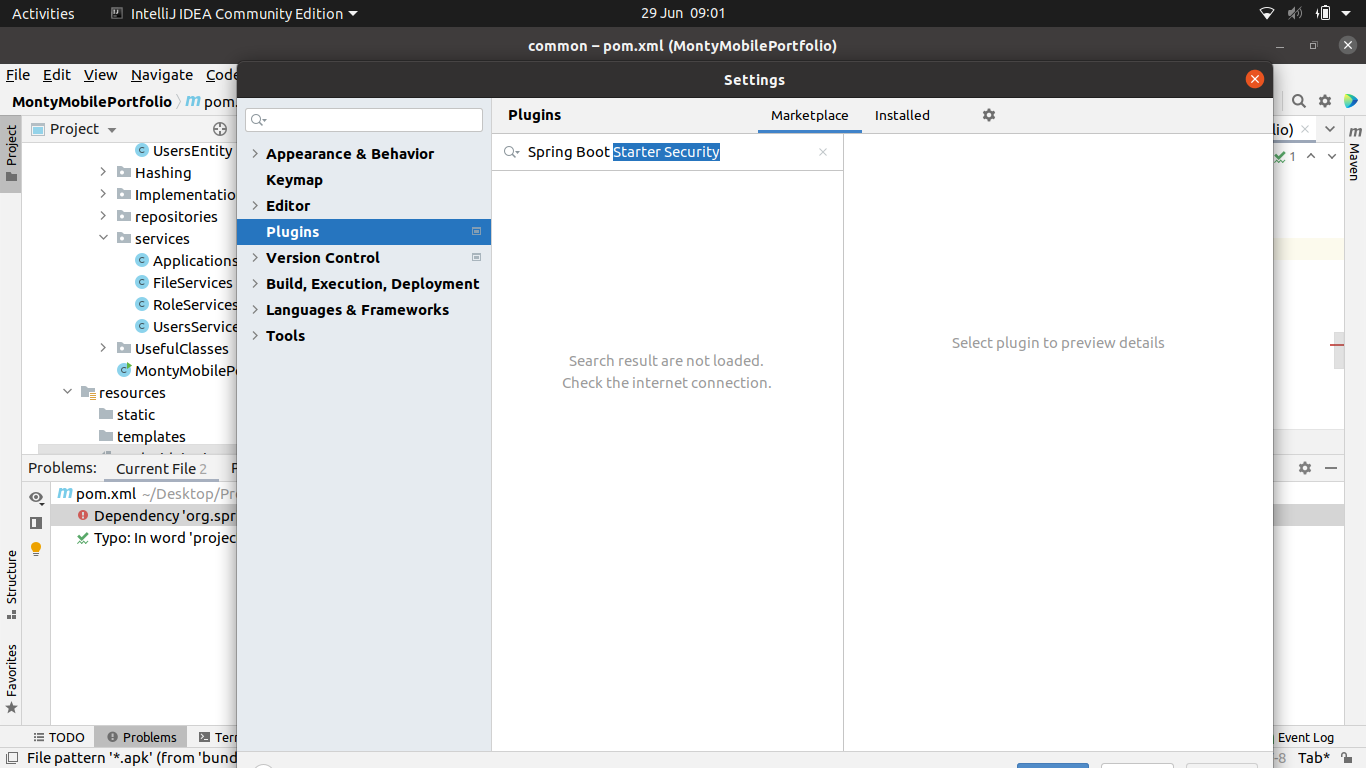 Activities
IntelliJ IDEA Community Edition
29 Jun 09:01
common – pom.xml (MontyMobilePortfolio)
File Edit View Navigate Code
Settings
MontyMobilePortfolio
pom.
Plugins
Marketplace
Installed
Project
Project
lio)
UsersEntity
Hashing
Implementatio
repositories
services
Applications
FileServices
RoleServices
UsersService
UsefulClasses
MontyMobilePo
resources
static
templates
Appearance & Behavior
Keymap
Editor
Plugins
Version Control
Build, Execution, Deployment
Languages & Frameworks
Tools
Spring Boot Starter Security
Search result are not loaded.
Check the internet connection.
Select plugin to preview details
1
Maven
Problems:
Current File 2
pom.xml ~/Desktop/Pro
Dependency 'org.spr
Typo: In word 'projec
Structure
Favorites
TODO
Problems
Term
Event Log
File pattern '*.apk' (from 'bund
-8
Tab*